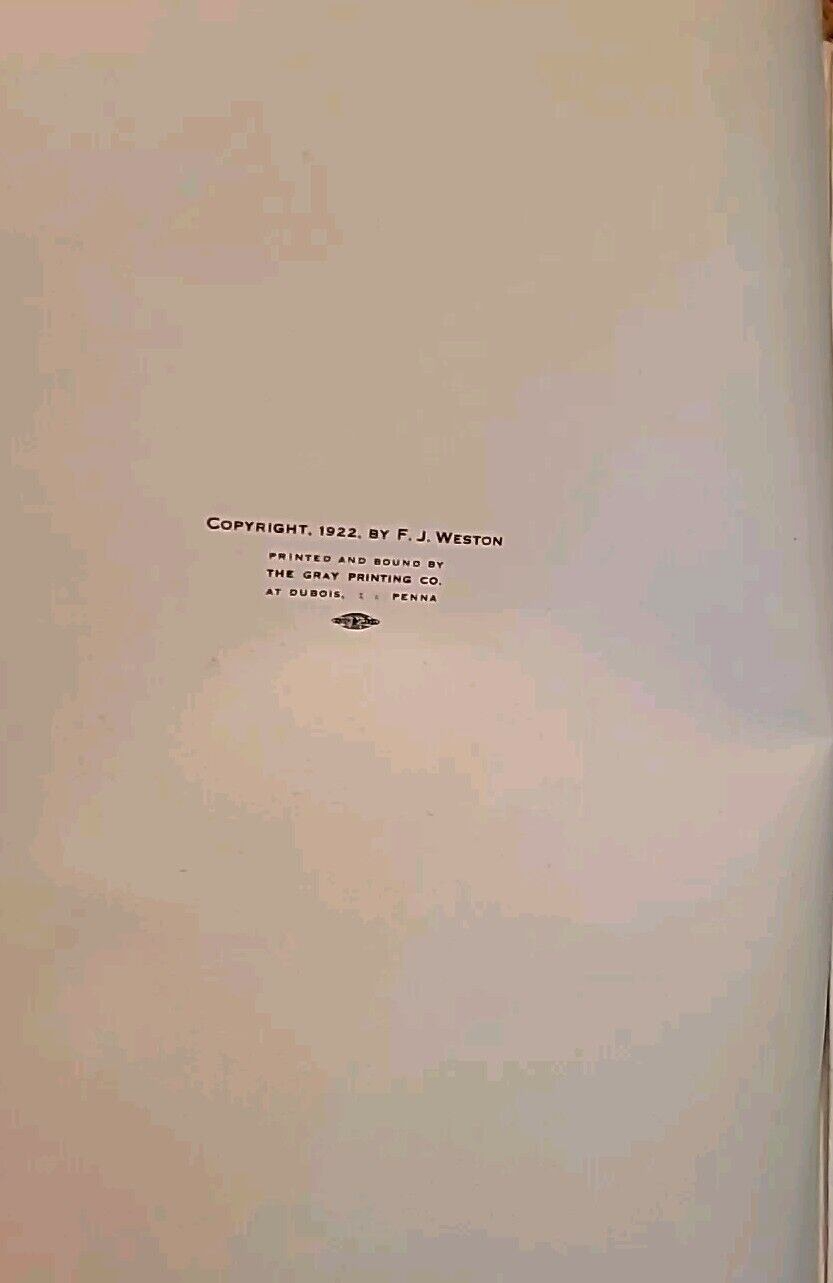 COPYRIGHT, 1922, BY F. J. WESTON
PRINTED AND BOUND BY
THE GRAY PRINTING CO.
AT DUBOIS, : : PENNA